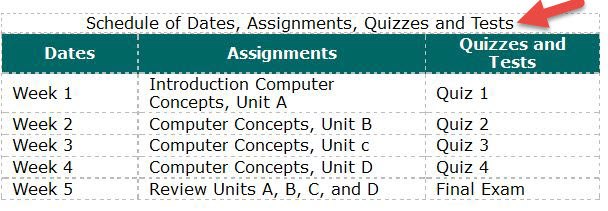 Schedule of Dates, Assignments, Quizzes and Tests
Dates Assignments Quizzes and
Tests
Week 1 Introduction Computer
Concepts, Unit A Quiz 1
Week 2 Computer Concepts, Unit B Quiz 2
Week 3 Computer Concepts, Unit c Quiz 3
Week 4 Computer Concepts, Unit D Quiz 4
Week 5 Review Units A, B, C, and D Final Exam